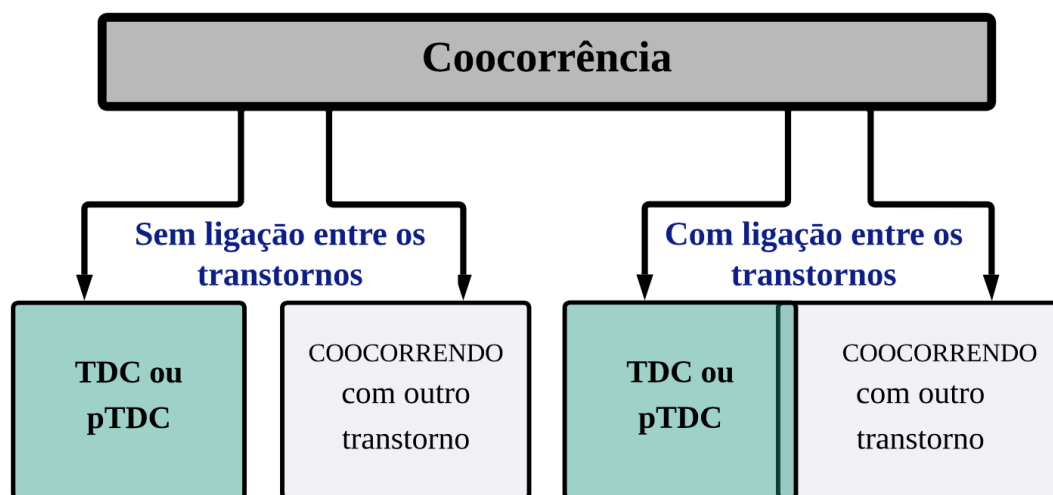 Coocorrência
Sem ligação entre os
transtornos
Com ligação entre os
transtornos
TDC ou
pTDC
COOCORRENDO
com outro
transtorno
TDC ou
pTDC
COOCORRENDO
com outro
transtorno